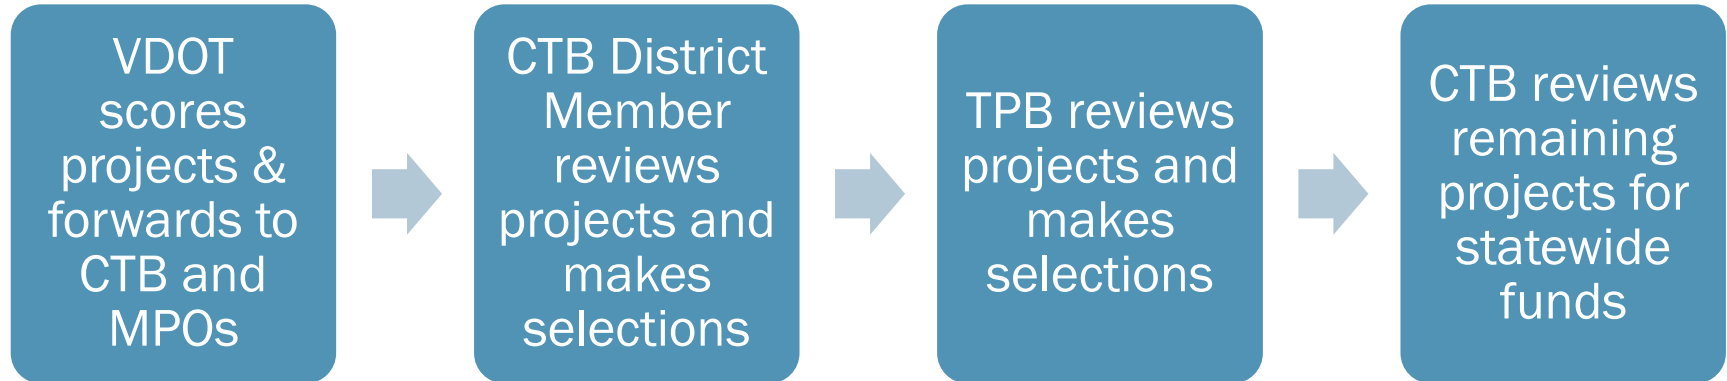 VDOT
scores
projects &
forwards to
CTB and
MPOs
CTB District
Member
reviews
projects and
makes
selections
TPB reviews
projects and
makes
selections
CTB reviews
remaining
projects for
statewide
funds